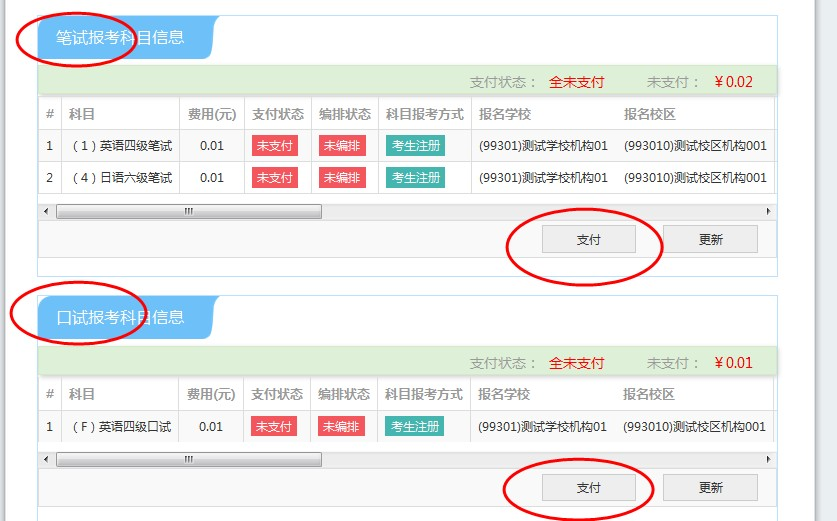 笔试报考科目信息
支付状态： 全未支付 未支付： ￥0.02
# 科目 费用(元) 支付状态 编排状态 科目报考方式 报名学校 报名校区
1 （1）英语四级笔试 0.01 未支付 未编排 考生注册 (99301)测试学校机构01 (993010)测试校区机构001
2 （4）日语六级笔试 0.01 未支付 未编排 考生注册 (99301)测试学校机构01 (993010)测试校区机构001
支付 更新
口试报考科目信息
支付状态： 全未支付 未支付： ￥0.01
# 科目 费用(元) 支付状态 编排状态 科目报考方式 报名学校 报名校区
1 （F）英语四级口试 0.01 未支付 未编排 考生注册 (99301)测试学校机构01 (993010)测试校区机构001
支付 更新